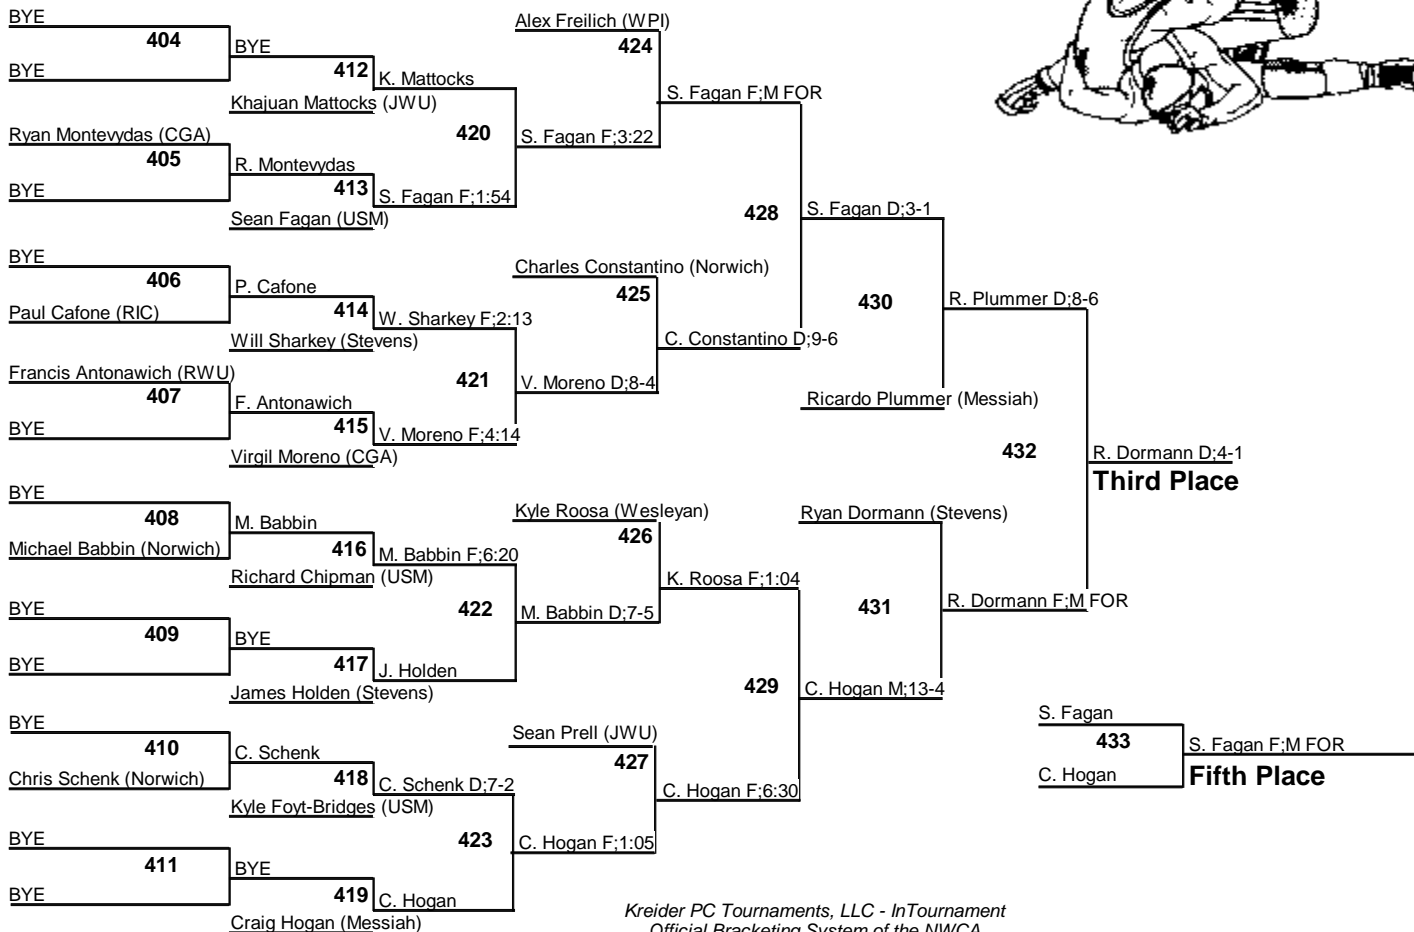 BYE
404
BYE
BYE
412
K. Mattocks
Khajuan Mattocks (JWU)
Ryan Montevydas (CGA)
405
BYE
R. Montevydas
413
S. Fagan F;1:54
Sean Fagan (USM)
420
S. Fagan F;3:22
Alex Freilich (WPI)
424
S. Fagan F;M FOR
BYE
406
Paul Cafone (RIC)
P. Cafone
414
W. Sharkey F;2:13
Will Sharkey (Stevens)
Francis Antonawich (RWU)
407
BYE
F. Antonawich
415
V. Moreno F;4:14
Virgil Moreno (CGA)
421
V. Moreno D;8-4
Charles Constantino (Norwich)
425
C. Constantino D;9-6
428
S. Fagan D;3-1
430
Ricardo Plummer (Messiah)
R. Plummer D;8-6
BYE
408
Michael Babbin (Norwich)
M. Babbin
416
M. Babbin F;6:20
Richard Chipman (USM)
BYE
409
BYE
BYE
417
J. Holden
James Holden (Stevens)
422
M. Babbin D;7-5
Kyle Roosa (Wesleyan)
426
K. Roosa F;1:04
BYE
410
Chris Schenk (Norwich)
C. Schenk
418
C. Schenk D;7-2
Kyle Foyt-Bridges (USM)
BYE
411
BYE
BYE
419
C. Hogan
Craig Hogan (Messiah)
423
C. Hogan F;1:05
Sean Prell (JWU)
427
C. Hogan F;6:30
429
C. Hogan M;13-4
Ryan Dormann (Stevens)
431
R. Dormann F;M FOR
432
R. Dormann D;4-1
Third Place
S. Fagan
433
C. Hogan
S. Fagan F;M FOR
Fifth Place
Kreider PC Tournaments, LLC - InTournament
Official Bracketing System of the NWCA